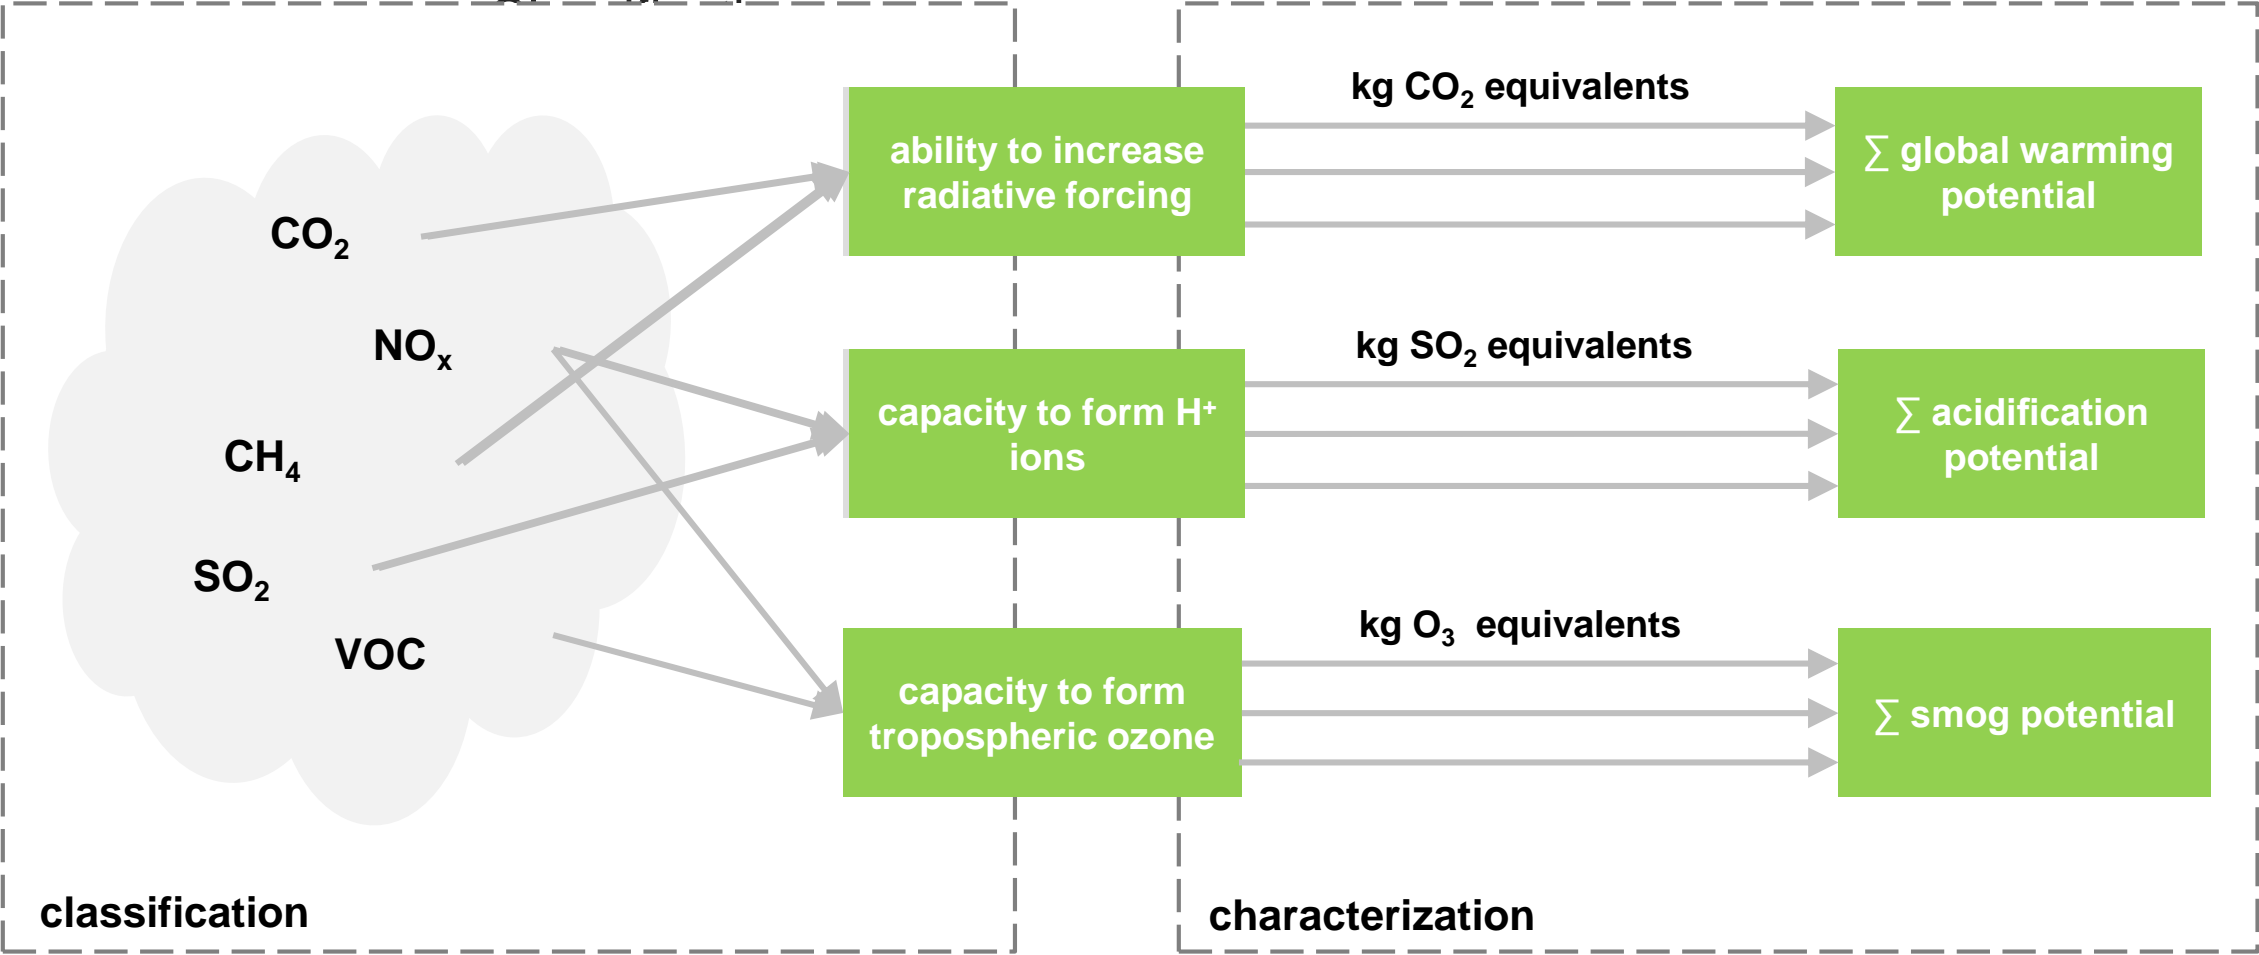 CO₂
NOₓ
CH₄
SO₂
VOC
classification
ability to increase
radiative forcing
capacity to form H⁺
ions
capacity to form
tropospheric ozone
kg CO₂ equivalents
kg SO₂ equivalents
kg O₃ equivalents
∑ global warming
potential
∑ acidification
potential
∑ smog potential
characterization